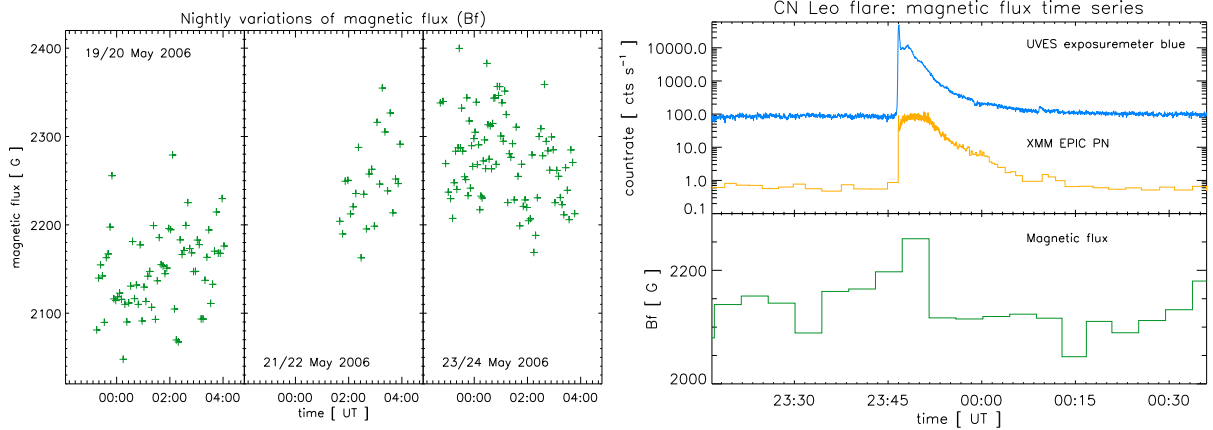 Nightly variations of magnetic flux (Bf)
magnetic flux [ G ]
2400
2300
2200
2100
19/20 May 2006
21/22 May 2006
23/24 May 2006
00:00 02:00 04:00 00:00 02:00 04:00 00:00 02:00 04:00
time [ UT ]
CN Leo flare: magnetic flux time series
countrate [ cts s⁻¹ ]
10000.0
1000.0
100.0
10.0
1.0
0.1
UVES exposuremeter blue
XMM EPIC PN
Bf [ G ]
2200
2000
Magnetic flux
23:30 23:45 00:00 00:15 00:30
time [ UT ]